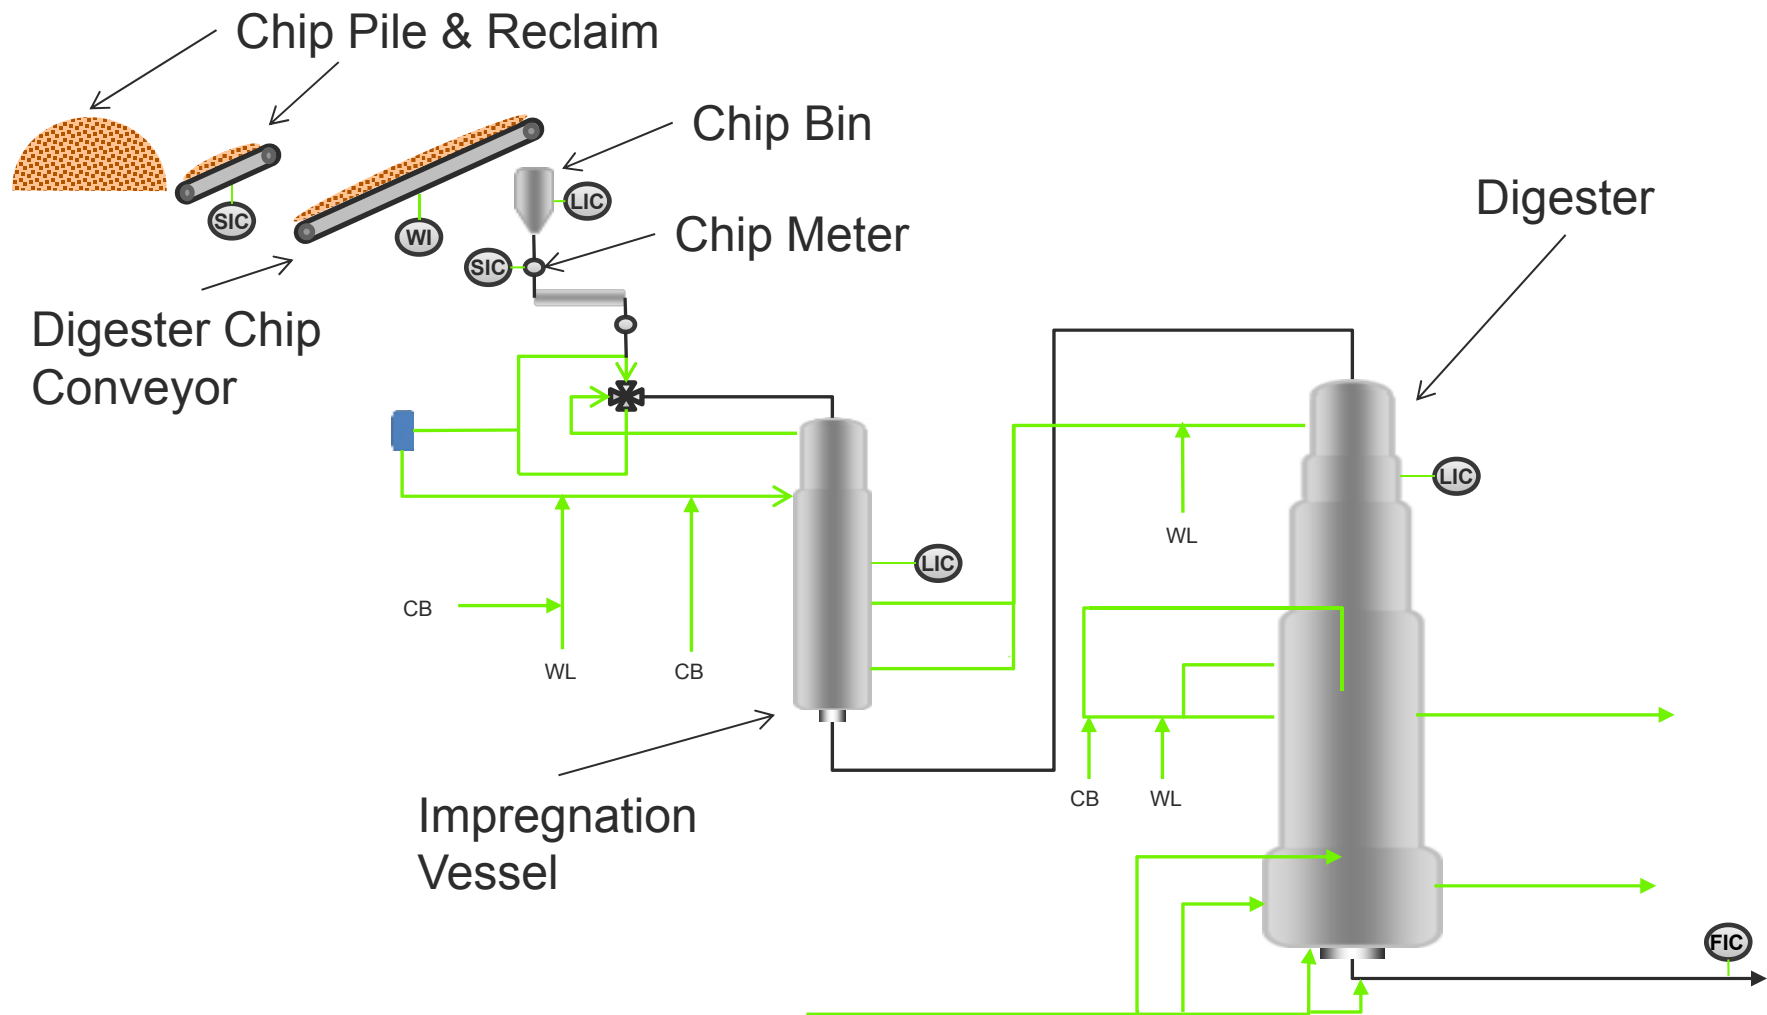 Chip Pile & Reclaim
Chip Bin
Digester
LIC
SIC
WI
Chip Meter
SIC
Digester Chip
Conveyor
LIC
WL
LIC
CB
WL
CB
CB
WL
Impregnation
Vessel
FIC